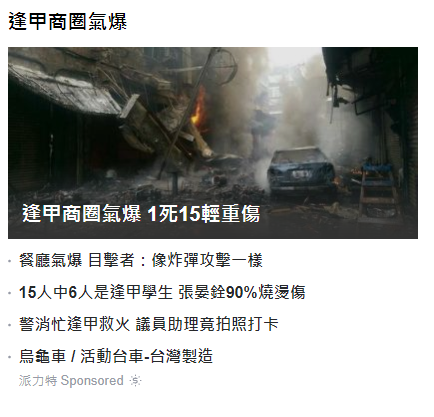 逢甲商圈氣爆
逢甲商圈氣爆 1死15輕重傷
餐廳氣爆 目擊者：像炸彈攻擊一樣
15人中6人是逢甲學生 張晏銓90%燒燙傷
警消忙逢甲救火 議員助理竟拍照打卡
烏龜車 / 活動台車-台灣製造
派力特 Sponsored